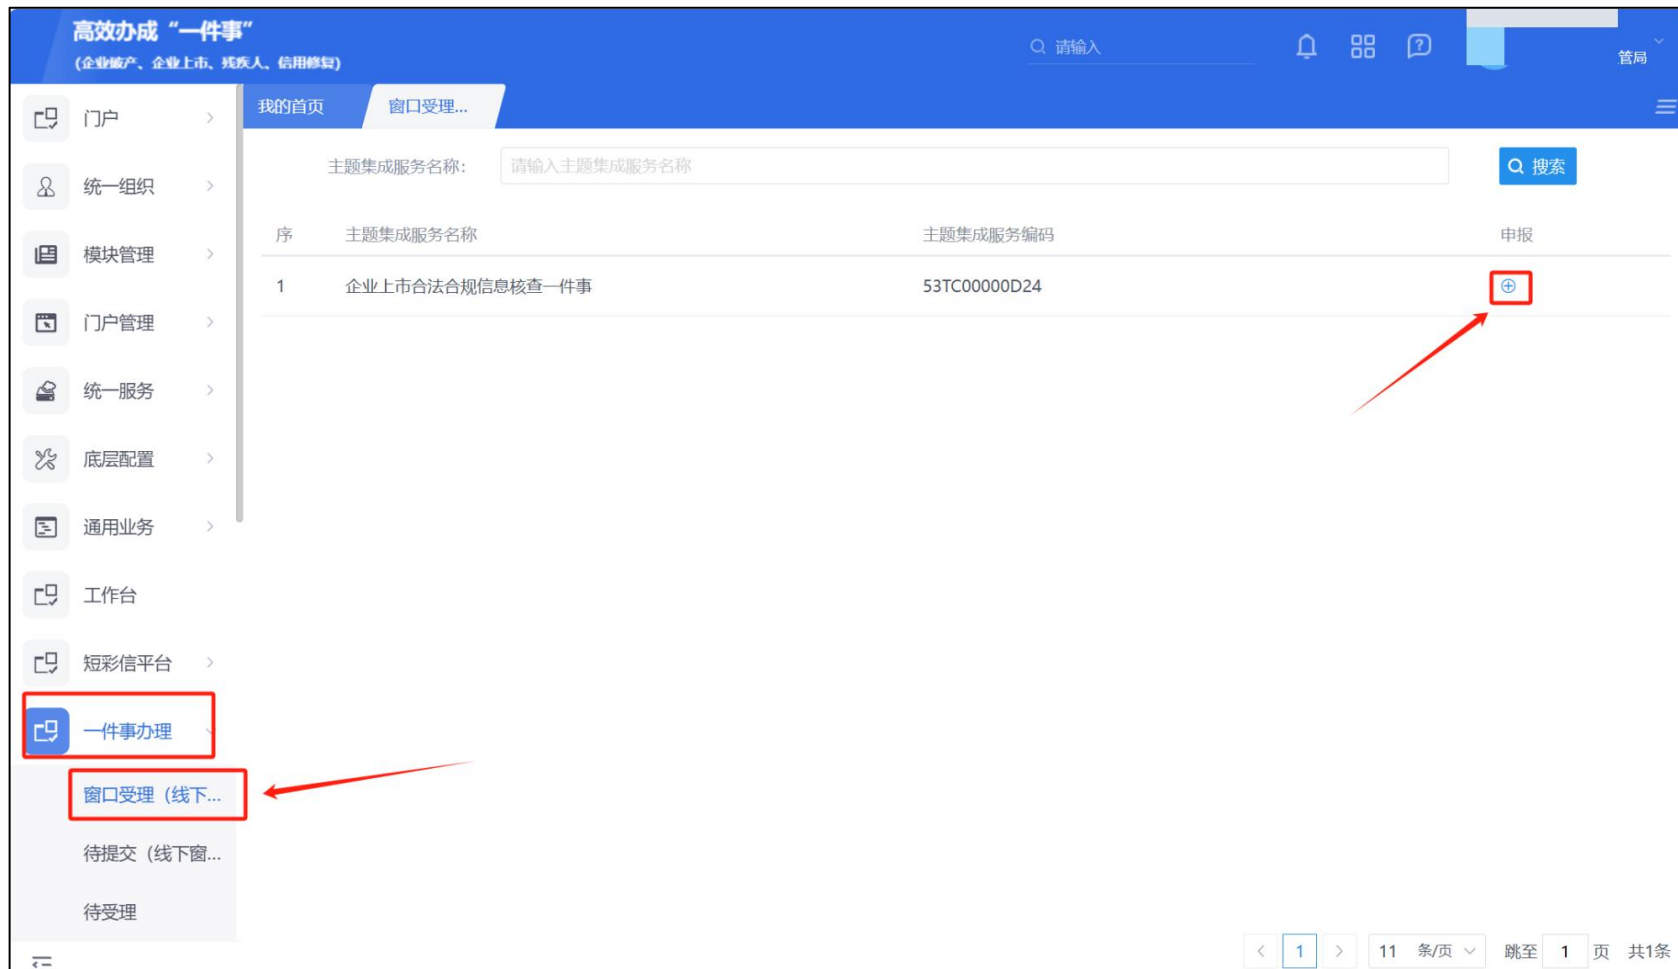 高效办成“一件事”
(企业破产、企业上市、残疾人、信用修复)
请输入
管局
门户
统一组织
模块管理
门户管理
统一服务
底层配置
通用业务
工作台
短彩信平台
一件事办理
窗口受理（线下...
待提交（线下窗...
待受理
我的首页 窗口受理...
主题集成服务名称: 请输入主题集成服务名称 搜索
序 主题集成服务名称 主题集成服务编码 申报
1 企业上市合法合规信息核查一件事 53TC00000D24
< 1 > 11 条/页 跳至 1 页 共1条